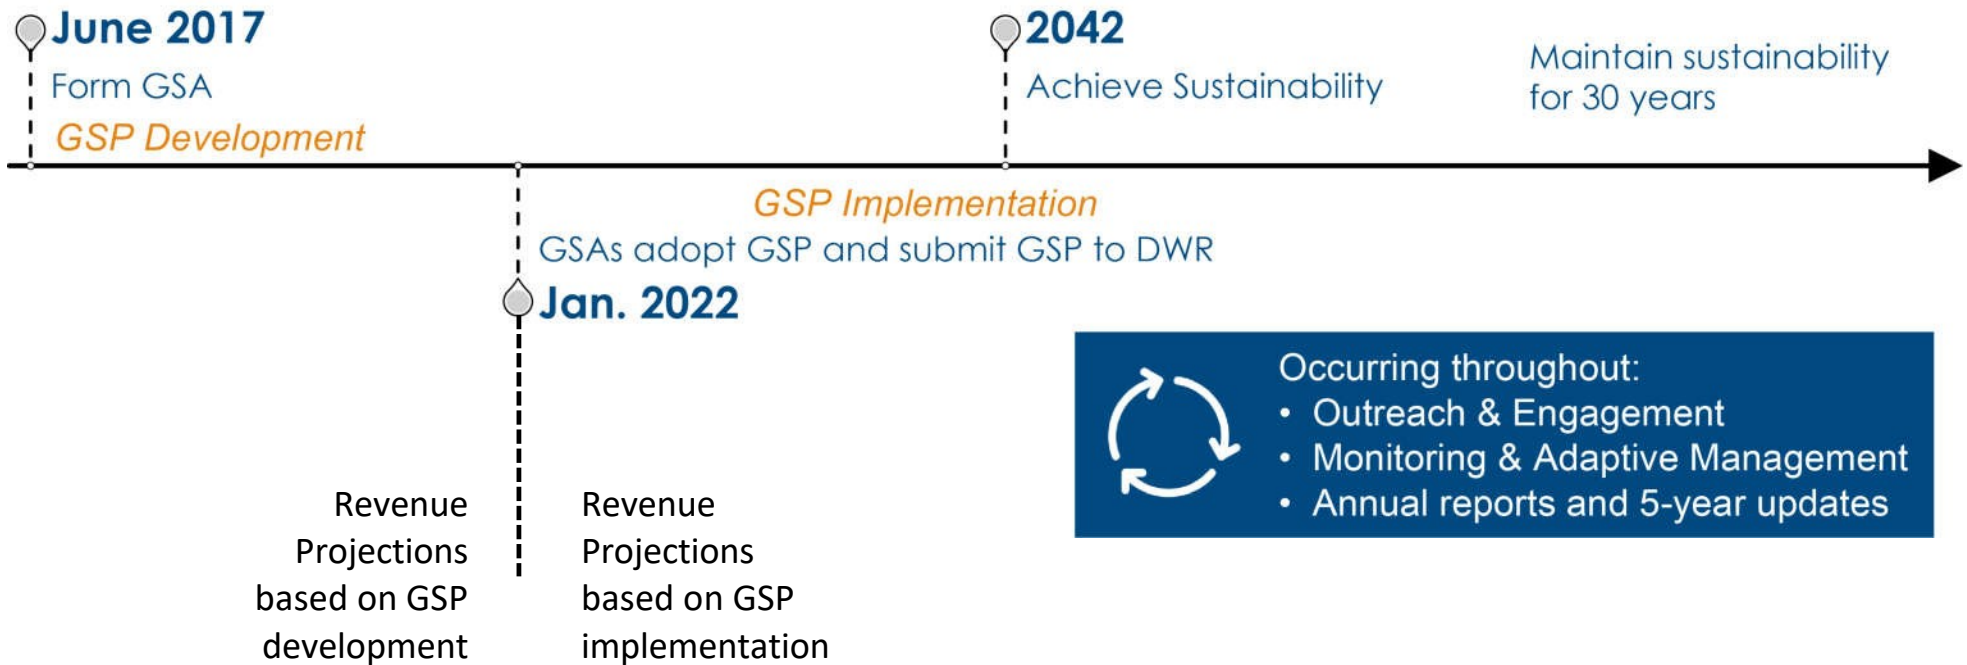 June 2017
Form GSA
GSP Development
2042
Achieve Sustainability
Maintain sustainability
for 30 years
GSP Implementation
GSAs adopt GSP and submit GSP to DWR
Jan. 2022
Revenue
Projections
based on GSP
development
Revenue
Projections
based on GSP
implementation
Occurring throughout:
• Outreach & Engagement
• Monitoring & Adaptive Management
• Annual reports and 5-year updates